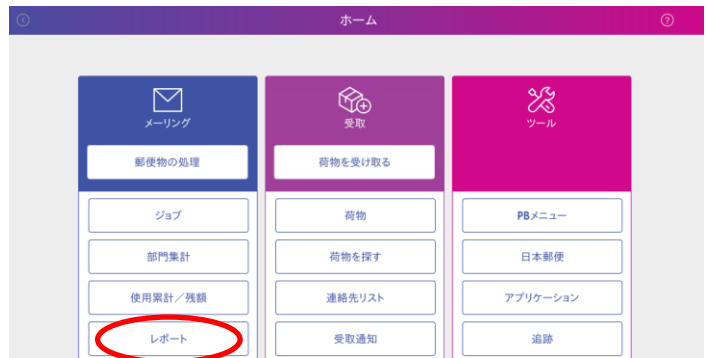 ホーム
メーリング
郵便物の処理
ジョブ
部門集計
使用累計／残額
レポート
受取
荷物を受け取る
荷物
荷物を探す
連絡先リスト
受取通知
ツール
PBメニュー
日本郵便
アプリケーション
追跡